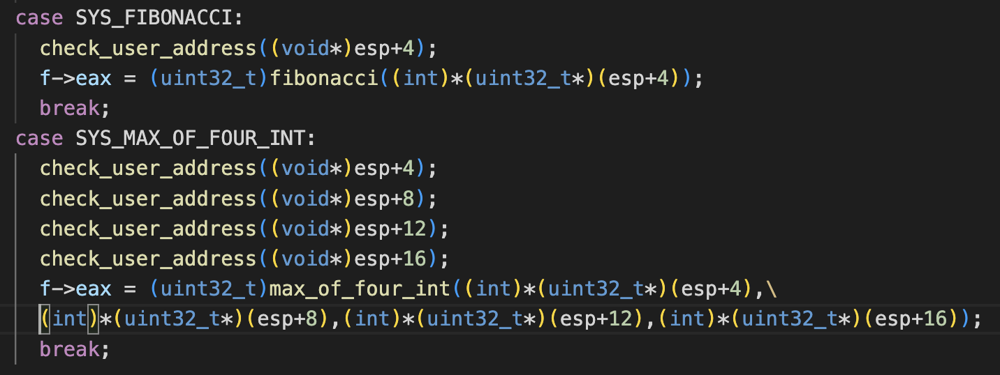 case SYS_FIBONACCI:
check_user_address((void*)esp+4);
f->eax = (uint32_t)fibonacci((int)*(uint32_t*)(esp+4));
break;
case SYS_MAX_OF_FOUR_INT:
check_user_address((void*)esp+4);
check_user_address((void*)esp+8);
check_user_address((void*)esp+12);
check_user_address((void*)esp+16);
f->eax = (uint32_t)max_of_four_int((int)*(uint32_t*)(esp+4),\
(int)*(uint32_t*)(esp+8),(int)*(uint32_t*)(esp+12),(int)*(uint32_t*)(esp+16));
break;